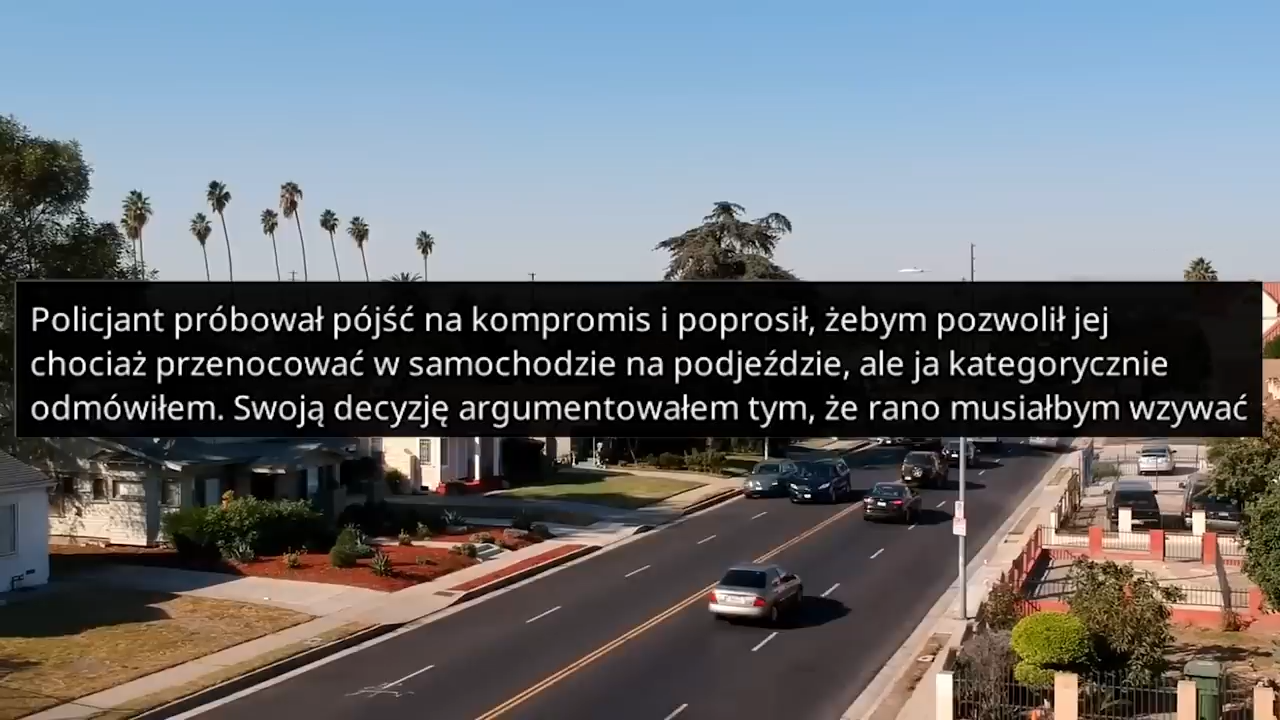 Policjant próbował pójść na kompromis i poprosił, żebym pozwolił jej
chociaż przenocować w samochodzie na podjeździe, ale ja kategorycznie
odmówiłem. Swoją decyzję argumentowałem tym, że rano musiałbym wzywać